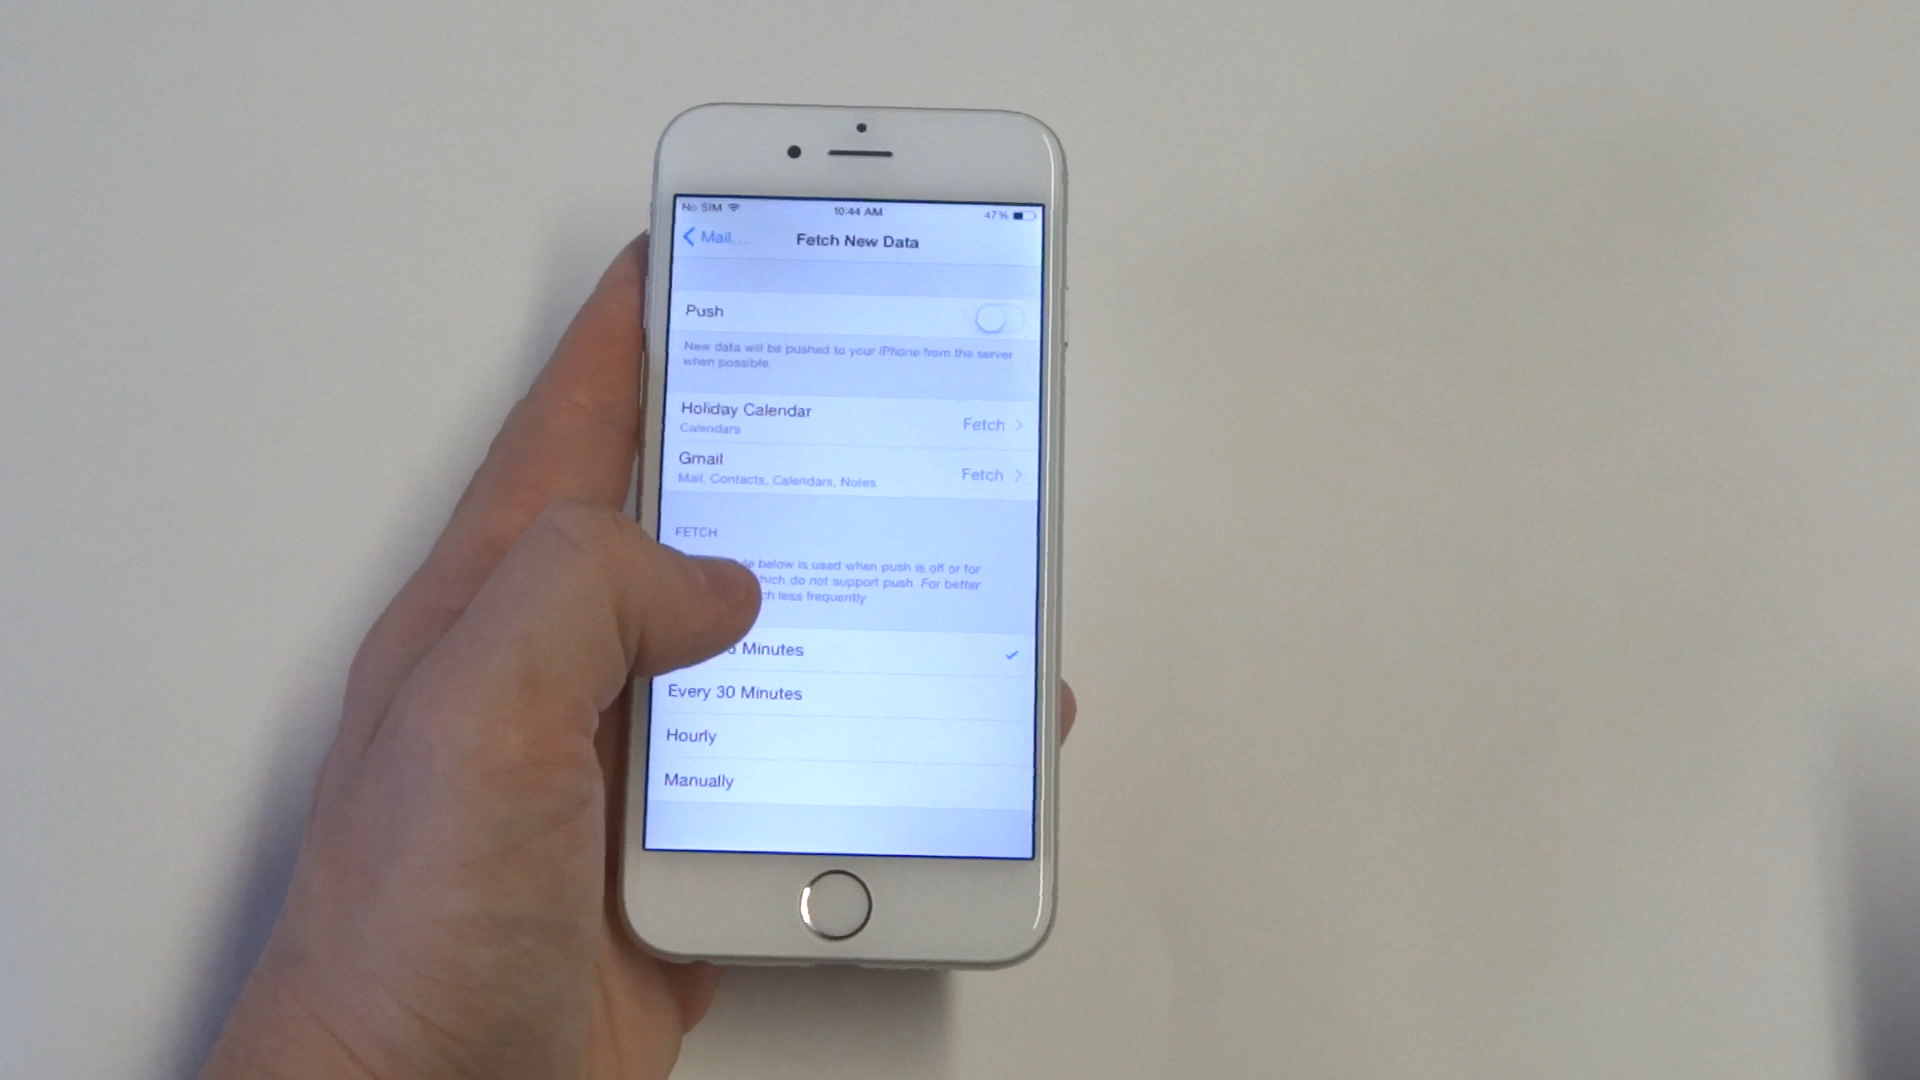 No SIM 10:44 AM 47%
Mail... Fetch New Data
Push
New data will be pushed to your iPhone from the server
when possible.
Holiday Calendar
Calendars
Fetch
Gmail
Mail, Contacts, Calendars, Notes
Fetch
FETCH
below is used when push is off or for
which do not support push. For better
less frequently
Minutes
Every 30 Minutes
Hourly
Manually